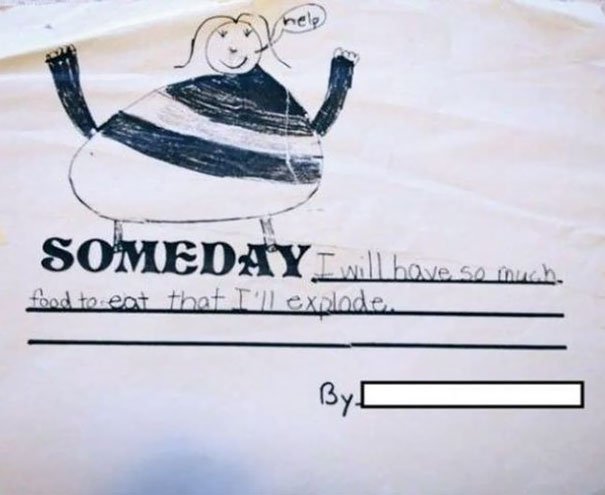 help
SOMEDAY I will have so much
food to eat that I'll explode.
By